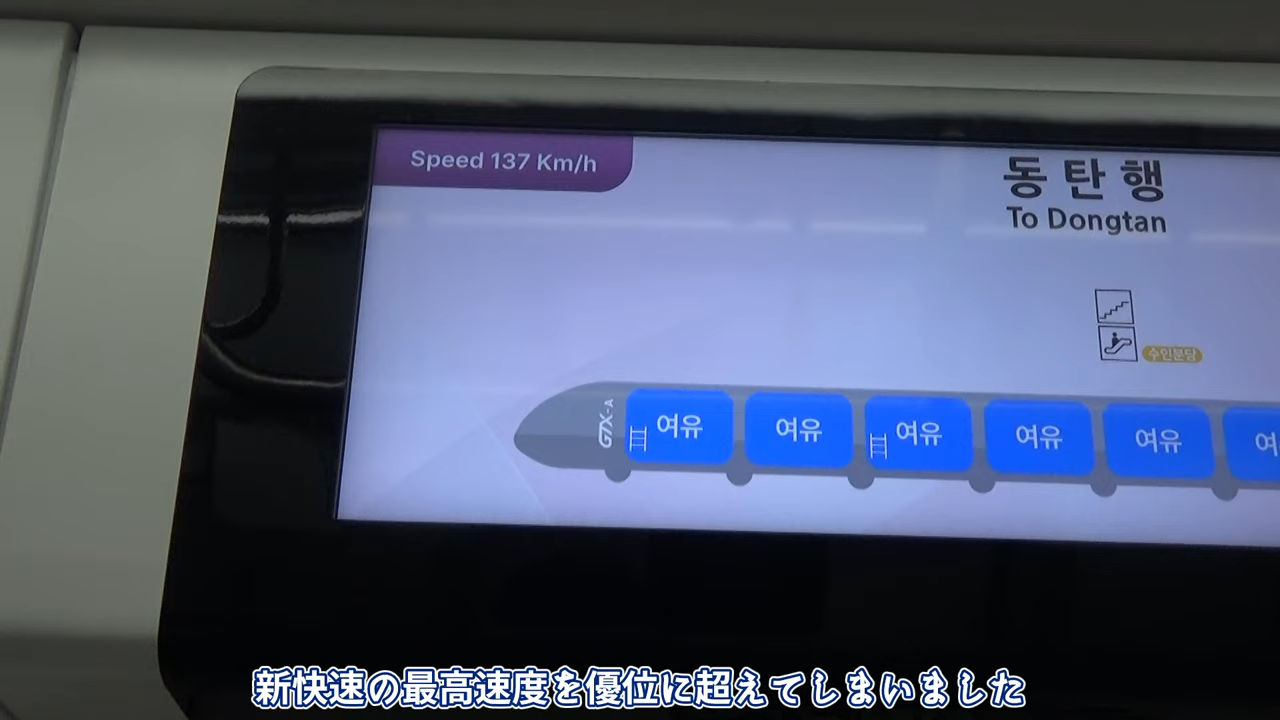 Speed 137 Km/h
동탄행
To Dongtan
수인분당
GTX-A
여유 여유 여유 여유 여유 여
新快速の最高速度を優位に超えてしまいました